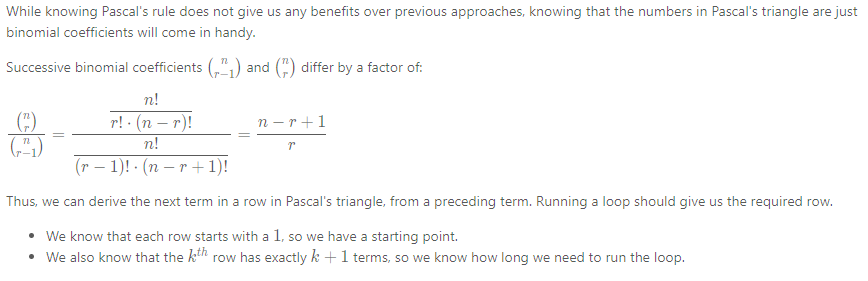 While knowing Pascal's rule does not give us any benefits over previous approaches, knowing that the numbers in Pascal's triangle are just
binomial coefficients will come in handy.
Successive binomial coefficients $\binom{n}{r-1}$ and $\binom{n}{r}$ differ by a factor of:
$\frac{\binom{n}{r}}{\binom{n}{r-1}} = \frac{\frac{n!}{r! \cdot (n-r)!}}{\frac{n!}{(r-1)! \cdot (n-r+1)!}} = \frac{n-r+1}{r}$
Thus, we can derive the next term in a row in Pascal's triangle, from a preceding term. Running a loop should give us the required row.
• We know that each row starts with a 1, so we have a starting point.
• We also know that the $k^{th}$ row has exactly $k+1$ terms, so we know how long we need to run the loop.